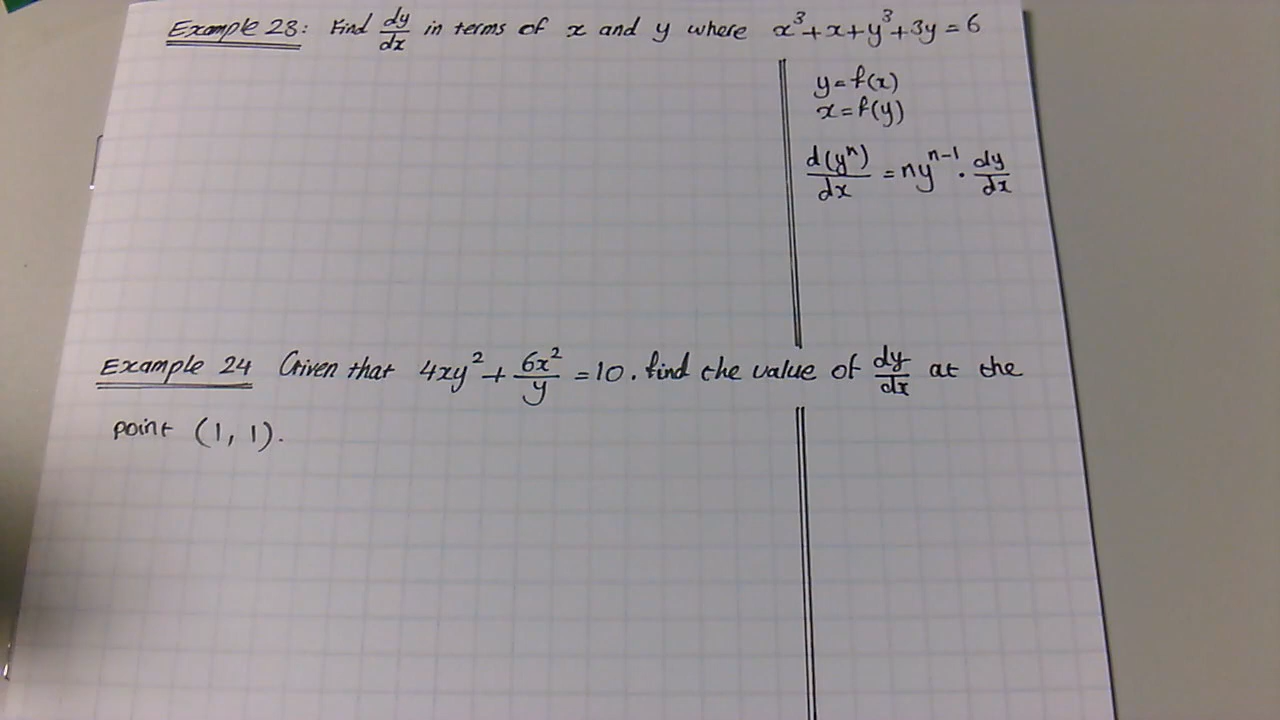 Example 23: Find dy/dx in terms of x and y where x³+x+y³+3y=6
y=f(x)
x=f(y)
d(yⁿ)/dx = nyⁿ⁻¹ · dy/dx
Example 24 Given that 4xy² + 6x²/y = 10. find the value of dy/dx at the
point (1, 1).